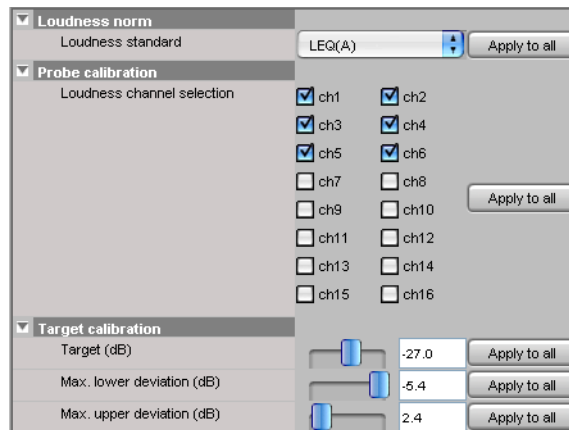 Loudness norm
Loudness standard LEQ(A) Apply to all
Probe calibration
Loudness channel selection ch1 ch2
ch3 ch4
ch5 ch6
ch7 ch8
Apply to all
ch9 ch10
ch11 ch12
ch13 ch14
ch15 ch16
Target calibration
Target (dB) -27.0 Apply to all
Max. lower deviation (dB) -5.4 Apply to all
Max. upper deviation (dB) 2.4 Apply to all